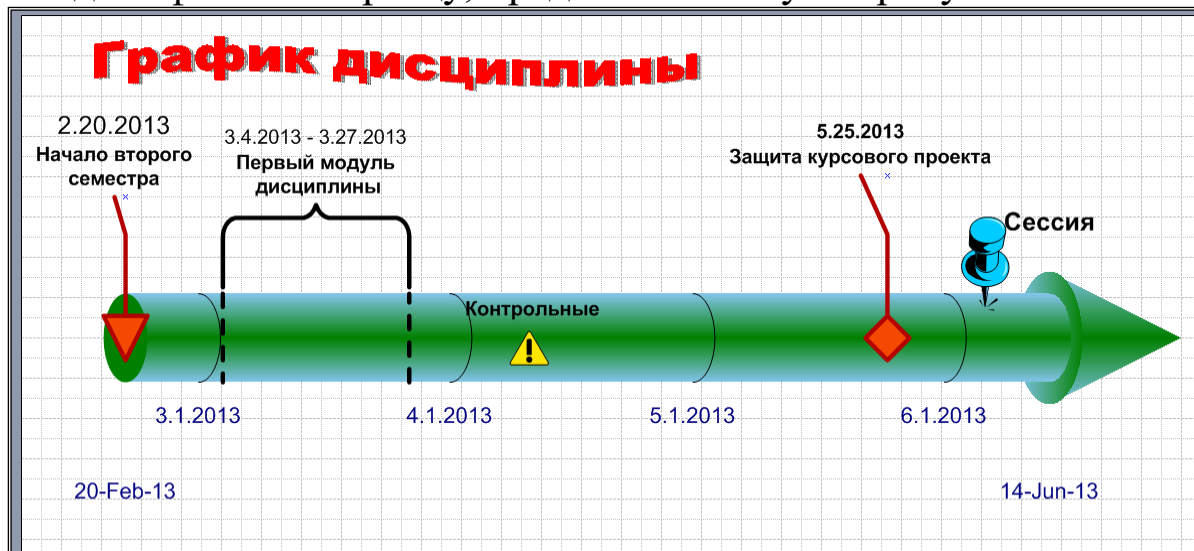 График дисциплины
2.20.2013
Начало второго
семестра
3.4.2013 - 3.27.2013
Первый модуль
дисциплины
5.25.2013
Защита курсового проекта
Сессия
Контрольные
3.1.2013
4.1.2013
5.1.2013
6.1.2013
20-Feb-13
14-Jun-13